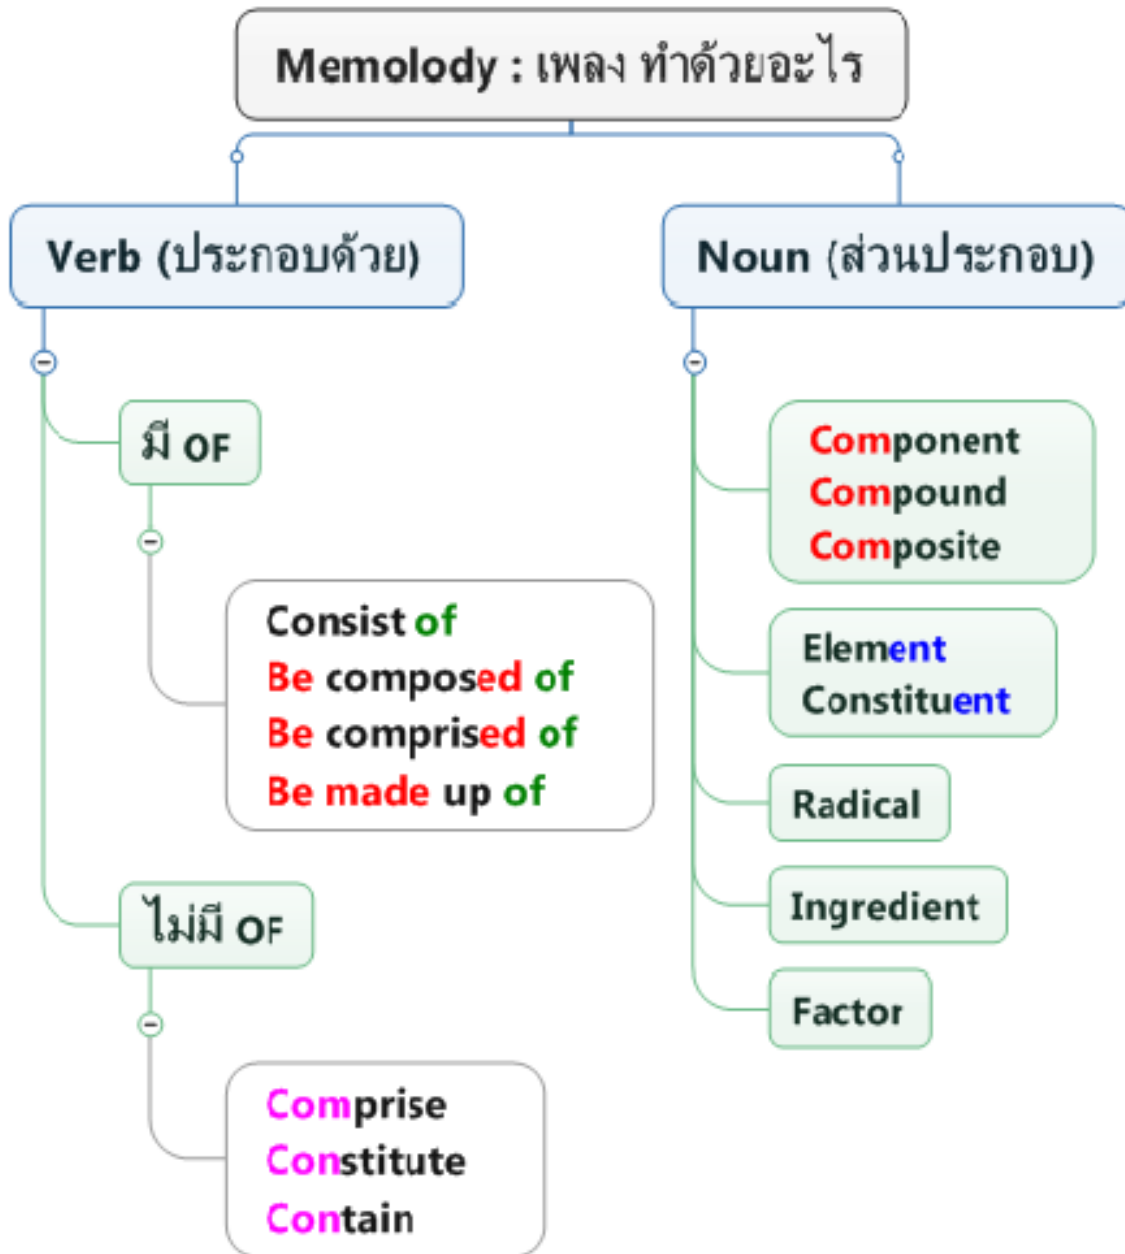 Memolody : เพลง ทำด้วยอะไร
Verb (ประกอบด้วย)
มี OF
Consist of
Be composed of
Be comprised of
Be made up of
ไม่มี OF
Comprise
Constitute
Contain
Noun (ส่วนประกอบ)
Component
Compound
Composite
Element
Constituent
Radical
Ingredient
Factor